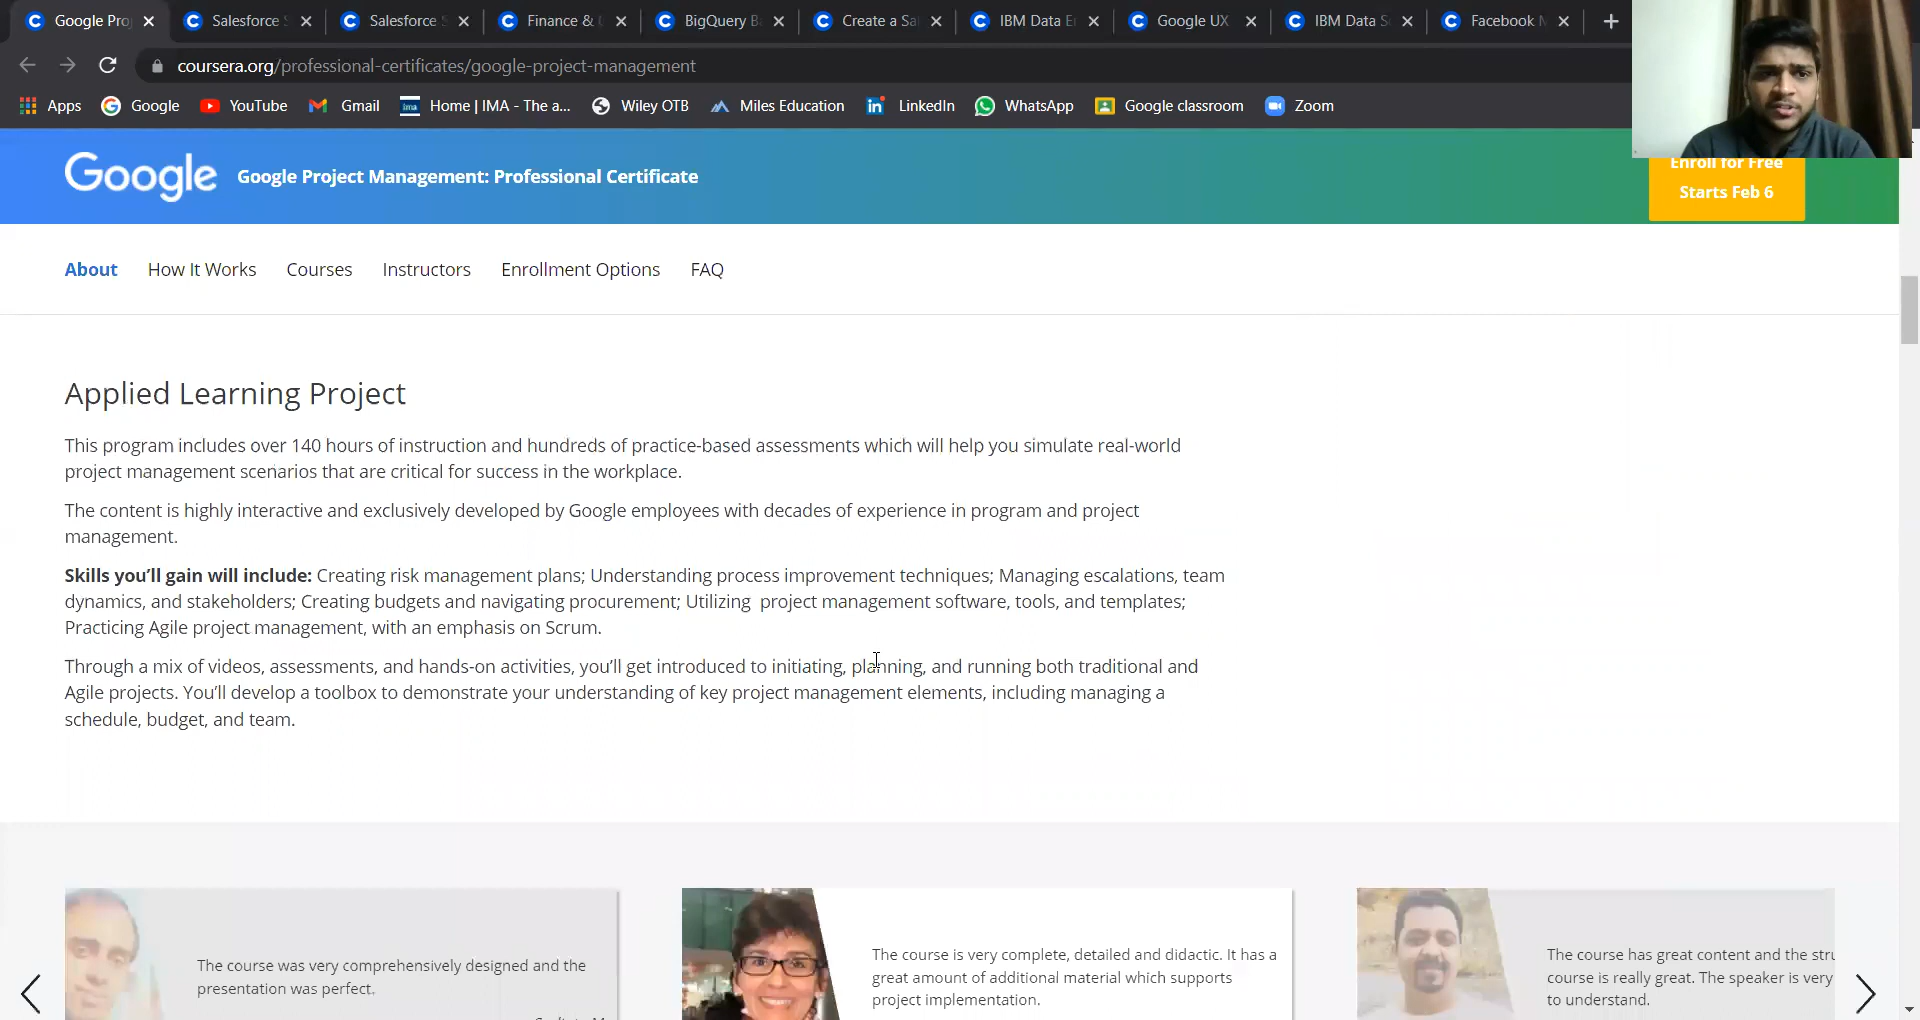 Google Pro
Salesforce S
Salesforce S
Finance &
BigQuery B
Create a Sa
IBM Data E
Google UX
IBM Data S
Facebook M
coursera.org/professional-certificates/google-project-management
Apps
Google
YouTube
Gmail
ima
Home | IMA - The a...
Wiley OTB
Miles Education
LinkedIn
WhatsApp
Google classroom
Zoom
Google
Google Project Management: Professional Certificate
Enroll for Free
Starts Feb 6
About
How It Works
Courses
Instructors
Enrollment Options
FAQ
Applied Learning Project
This program includes over 140 hours of instruction and hundreds of practice-based assessments which will help you simulate real-world
project management scenarios that are critical for success in the workplace.
The content is highly interactive and exclusively developed by Google employees with decades of experience in program and project
management.
Skills you’ll gain will include: Creating risk management plans; Understanding process improvement techniques; Managing escalations, team
dynamics, and stakeholders; Creating budgets and navigating procurement; Utilizing  project management software, tools, and templates;
Practicing Agile project management, with an emphasis on Scrum.
Through a mix of videos, assessments, and hands-on activities, you’ll get introduced to initiating, planning, and running both traditional and
Agile projects. You’ll develop a toolbox to demonstrate your understanding of key project management elements, including managing a
schedule, budget, and team.
The course was very comprehensively designed and the
presentation was perfect.
The course is very complete, detailed and didactic. It has a
great amount of additional material which supports
project implementation.
The course has great content and the stru
course is really great. The speaker is very
to understand.